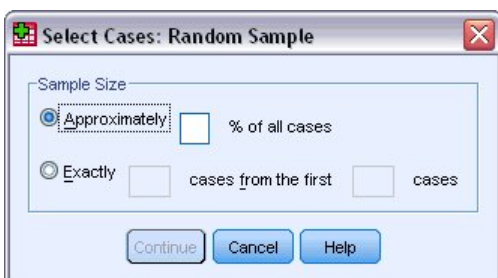 Select Cases: Random Sample
Sample Size
Approximately % of all cases
Exactly cases from the first cases
Continue Cancel Help